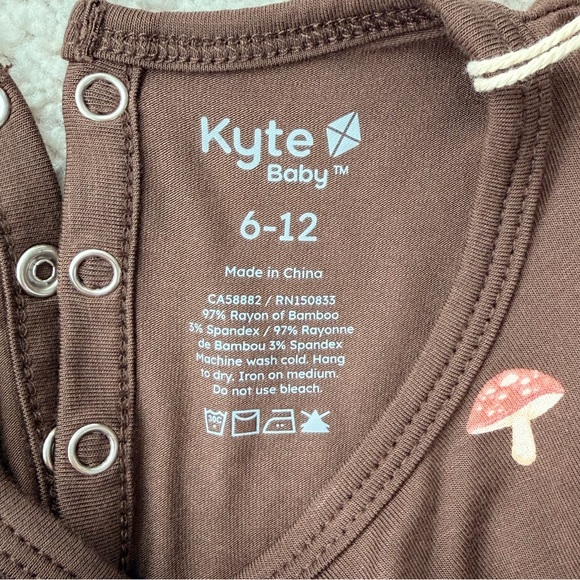 Kyte
Baby™
6-12
Made in China
CA58882 / RN150833
97% Rayon of Bamboo
3% Spandex / 97% Rayonne
de Bambou 3% Spandex
Machine wash cold. Hang
to dry. Iron on medium.
Do not use bleach.
30C